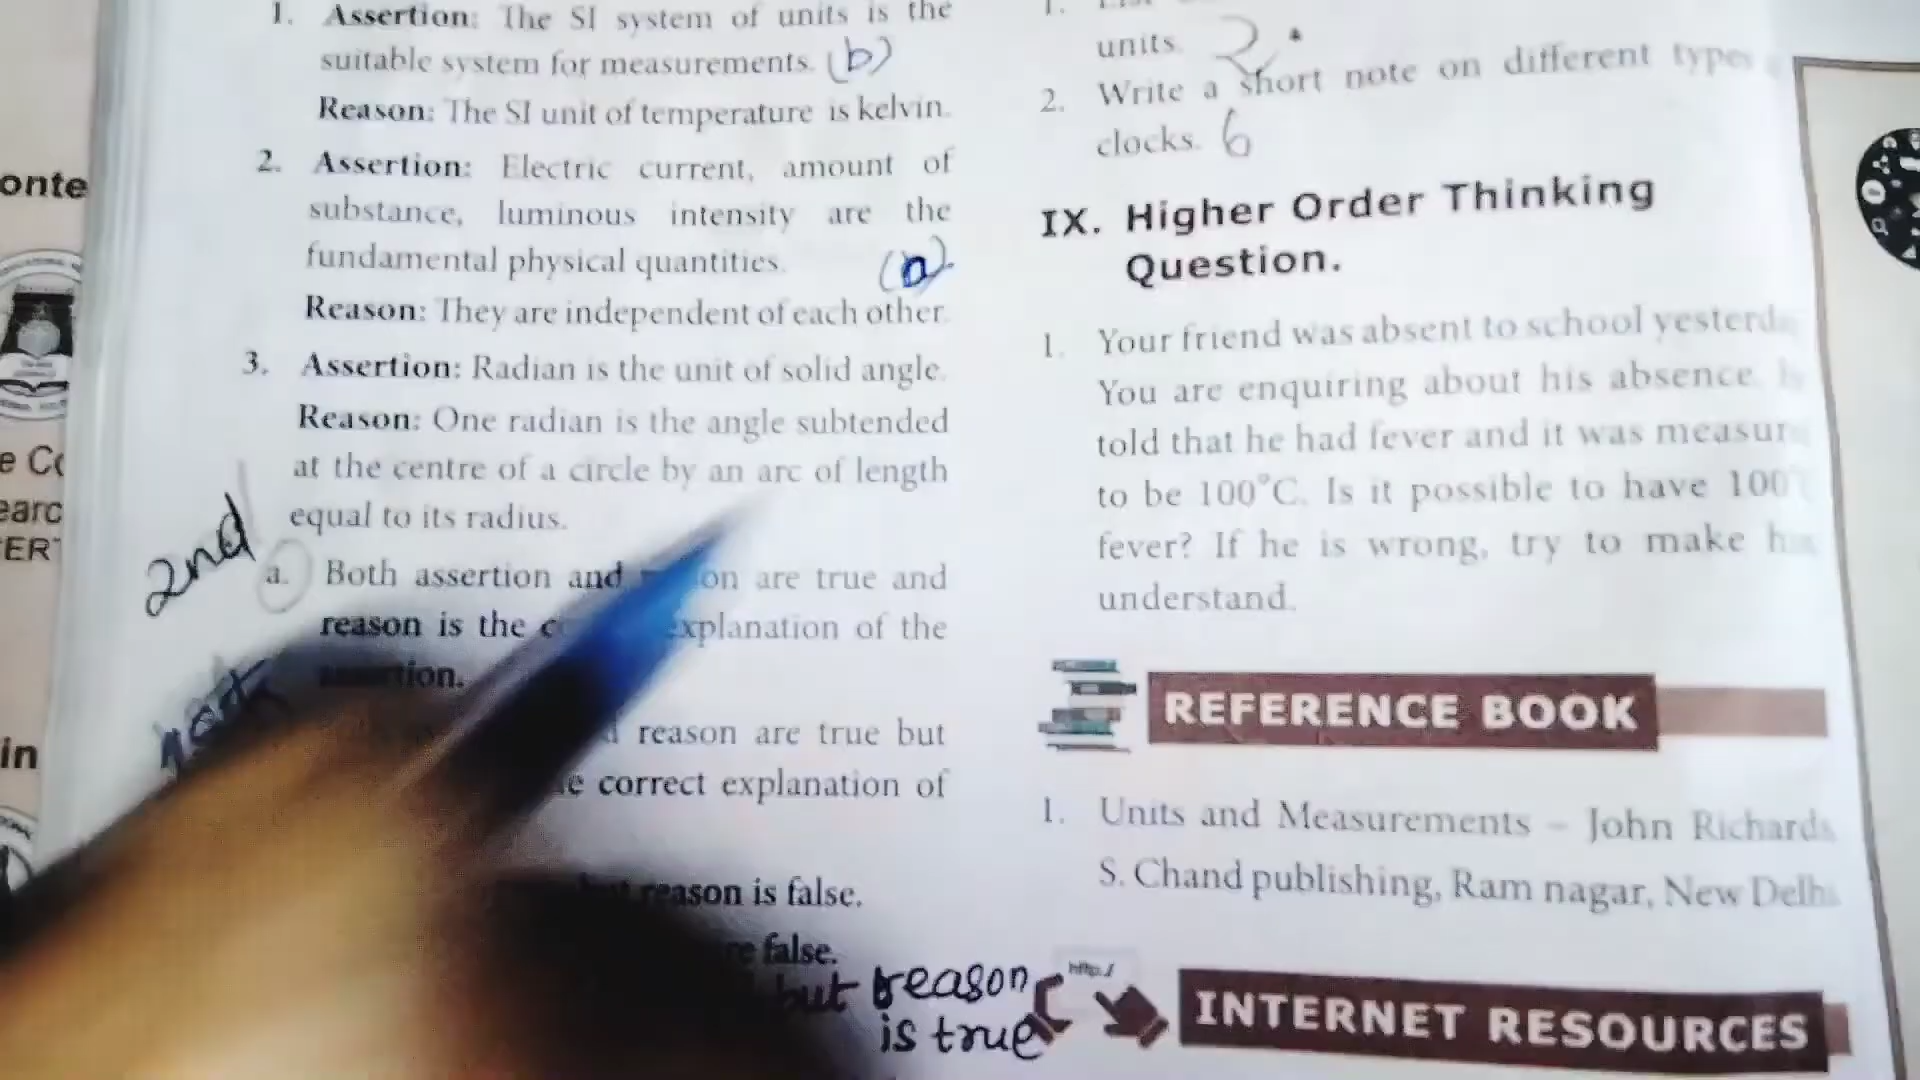 1. Assertion: The SI system of units is the
suitable system for measurements. (b)
Reason: The SI unit of temperature is kelvin.
2. Assertion: Electric current, amount of
substance, luminous intensity are the
fundamental physical quantities. (a)
Reason: They are independent of each other.
3. Assertion: Radian is the unit of solid angle.
Reason: One radian is the angle subtended
at the centre of a circle by an arc of length
equal to its radius.
2nd
a. Both assertion and on are true and
reason is the explanation of the
assertion.
reason are true but
correct explanation of
but reason is false.
false.
but reason
is true
units. 2.
2. Write a short note on different types
clocks. 6
IX. Higher Order Thinking
Question.
1. Your friend was absent to school yesterd
You are enquiring about his absence.
told that he had fever and it was measur
to be 100°C. Is it possible to have 100
fever? If he is wrong, try to make h
understand.
REFERENCE BOOK
1. Units and Measurements – John Richards
S. Chand publishing, Ram nagar, New Delh
http:/
INTERNET RESOURCES
onte
e Co
earc
ERT
in